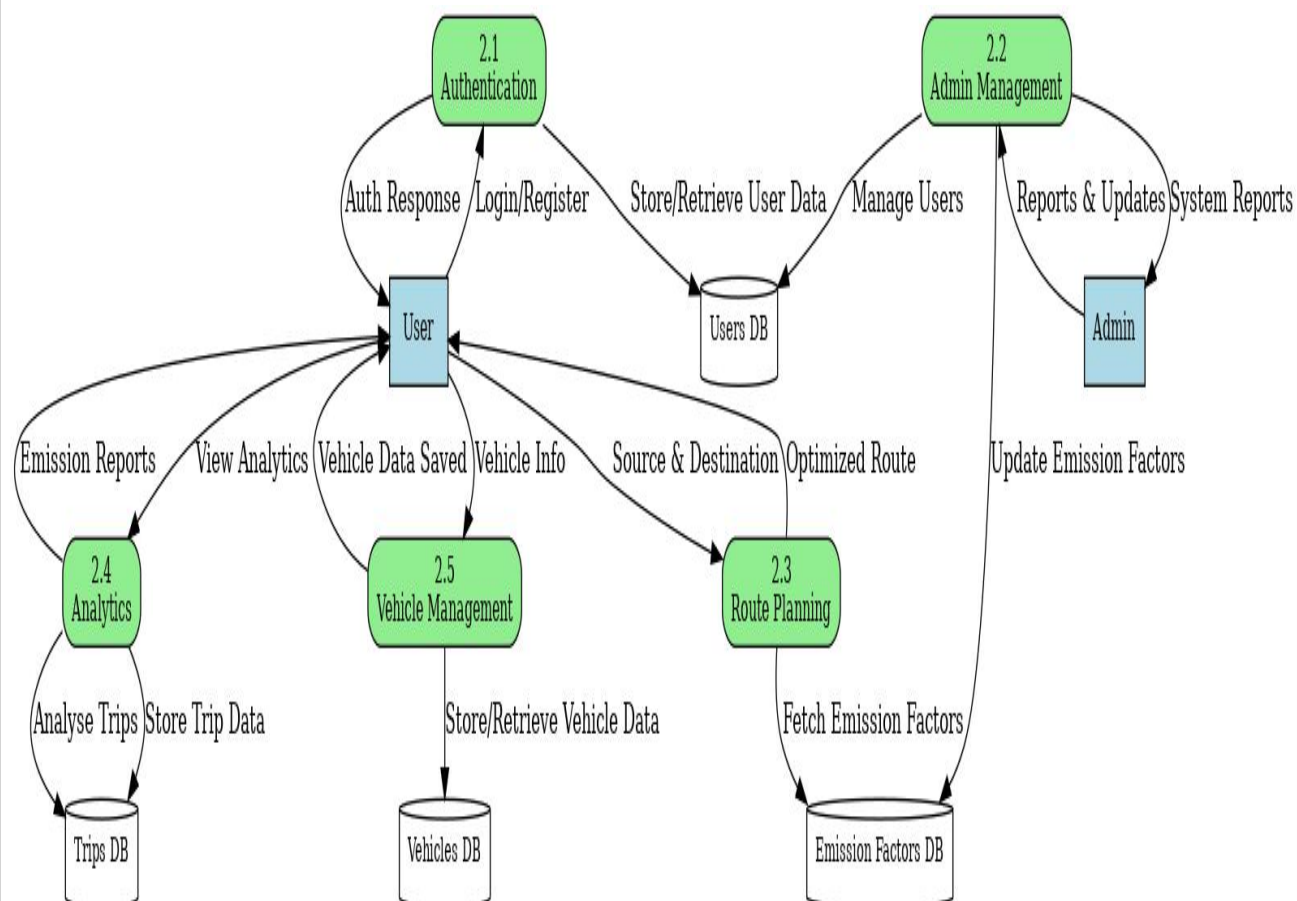 2.1
Authentication
2.2
Admin Management
Auth Response
Login/Register
Store/Retrieve User Data
Manage Users
Reports & Updates
System Reports
User
Users DB
Admin
Emission Reports
View Analytics
Vehicle Data Saved
Vehicle Info
Source & Destination
Optimized Route
Update Emission Factors
2.4
Analytics
2.5
Vehicle Management
2.3
Route Planning
Analyse Trips
Store Trip Data
Store/Retrieve Vehicle Data
Fetch Emission Factors
Trips DB
Vehicles DB
Emission Factors DB